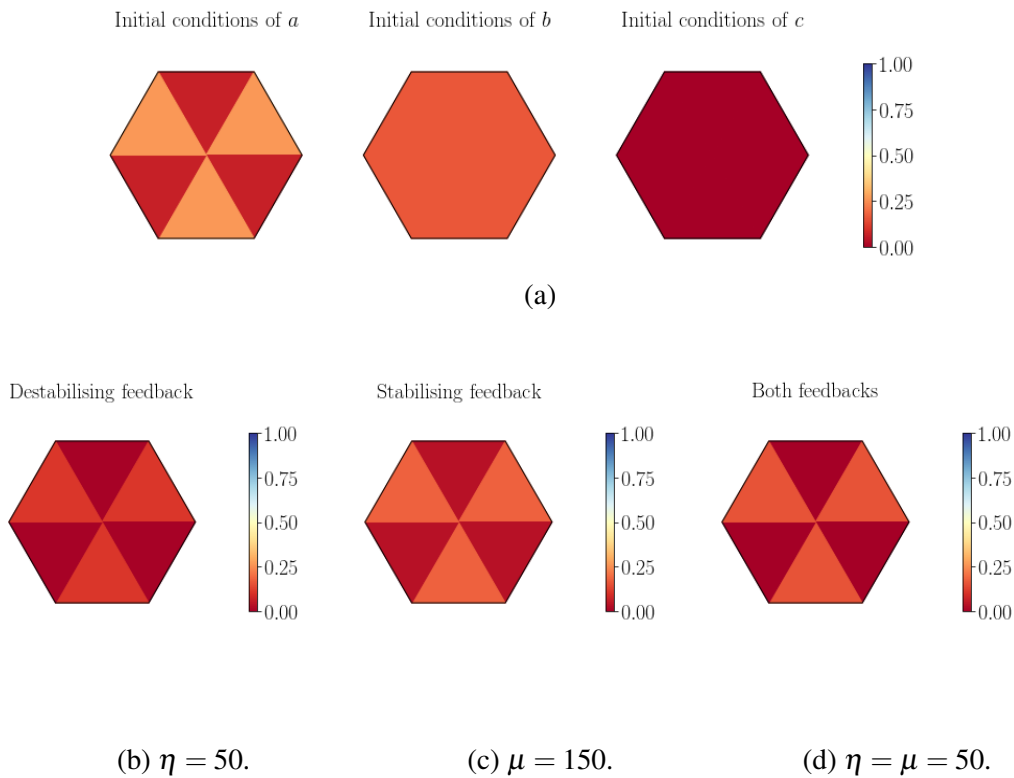 Initial conditions of a
Initial conditions of b
Initial conditions of c
1.00
0.75
0.50
0.25
0.00
(a)
Destabilising feedback
1.00
0.75
0.50
0.25
0.00
Stabilising feedback
1.00
0.75
0.50
0.25
0.00
Both feedbacks
1.00
0.75
0.50
0.25
0.00
(b) η = 50.
(c) μ = 150.
(d) η = μ = 50.